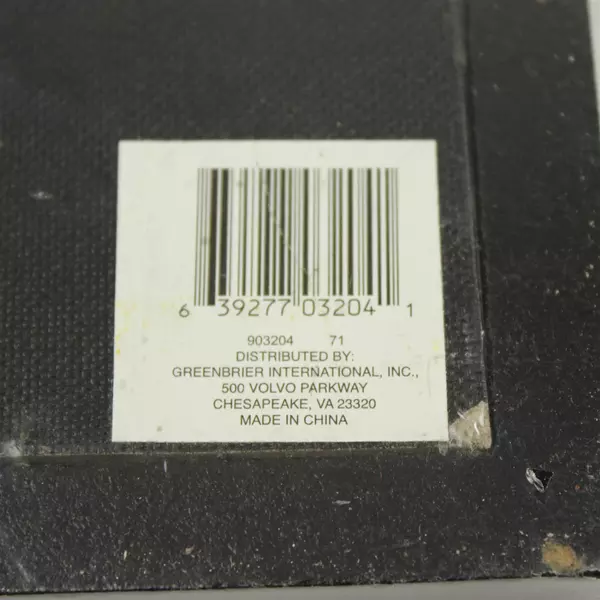 6 39277 03204 1
903204 71
DISTRIBUTED BY:
GREENBRIER INTERNATIONAL, INC.,
500 VOLVO PARKWAY
CHESAPEAKE, VA 23320
MADE IN CHINA